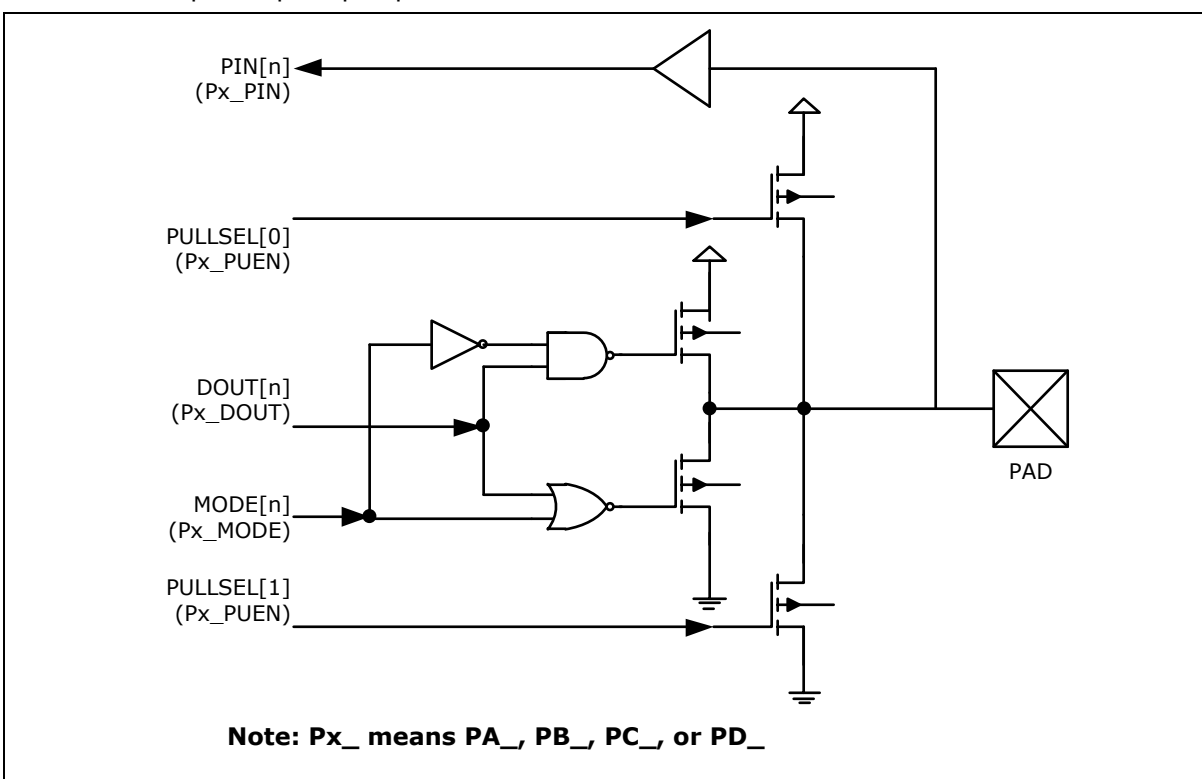 PIN[n]
(Px_PIN)
PULLSEL[0]
(Px_PUEN)
DOUT[n]
(Px_DOUT)
MODE[n]
(Px_MODE)
PULLSEL[1]
(Px_PUEN)
PAD
Note: Px_ means PA_, PB_, PC_, or PD_